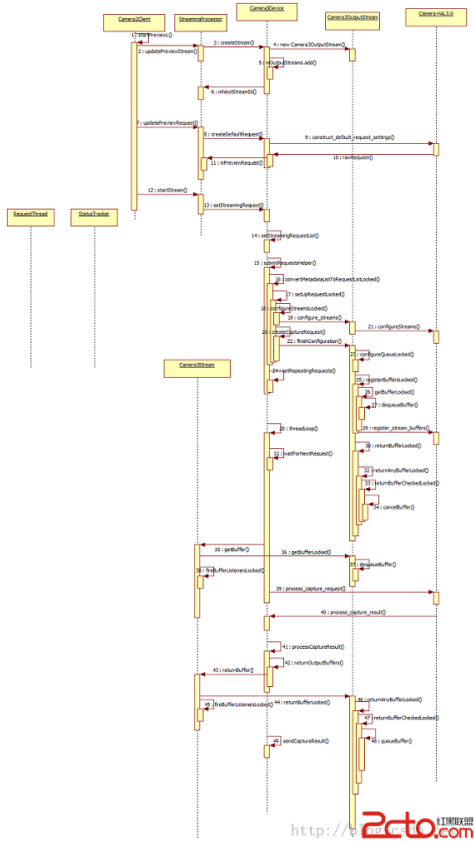 Camera2Client
StreamingProcessor
Camera3Device
Camera3OutputStream
Camera HAL3.0
1 : startPreviewL()
2 : updatePreviewStream()
3 : createStream()
4 : new Camera3OutputStream()
5 : mOutputStreams.add()
6 : mNextStreamId()
7 : updatePreviewRequest()
8 : createDefaultRequest()
9 : construct_default_request_settings()
10 : rawRequest()
11 : mPreviewRequest()
12 : startStream()
13 : setStreamingRequest()
RequestThread
StatusTracker
14 : setStreamingRequestList()
15 : submitRequestsHelper()
16 : convertMetadataListToRequestListLocked()
17 : setUpRequestLocked()
18 : configureStreamsLocked()
19 : configure_streams()
20 : createCaptureRequest()
21 : configureStreams()
22 : finishConfiguration()
23 : configureQueueLocked()
Camera3Stream
24 : setRepeatingRequests()
25 : registerBuffersLocked()
26 : getBufferLocked()
27 : dequeueBuffer()
28 : threadLoop()
29 : register_stream_buffers()
30 : returnBufferLocked()
31 : waitForNextRequest()
32 : returnAnyBufferLocked()
33 : returnBufferCheckedLocked()
34 : cancelBuffer()
35 : getBuffer()
36 : getBufferLocked()
37 : dequeueBuffer()
38 : fireBufferListenersLocked()
39 : process_capture_request()
40 : process_capture_result()
41 : processCaptureResult()
42 : returnOutputBuffers()
43 : returnBuffer()
44 : returnBufferLocked()
45 : fireBufferListenersLocked()
46 : returnAnyBufferLocked()
47 : returnBufferCheckedLocked()
48 : queueBuffer()
49 : sendCaptureResult()
2cto.com
红黑联盟